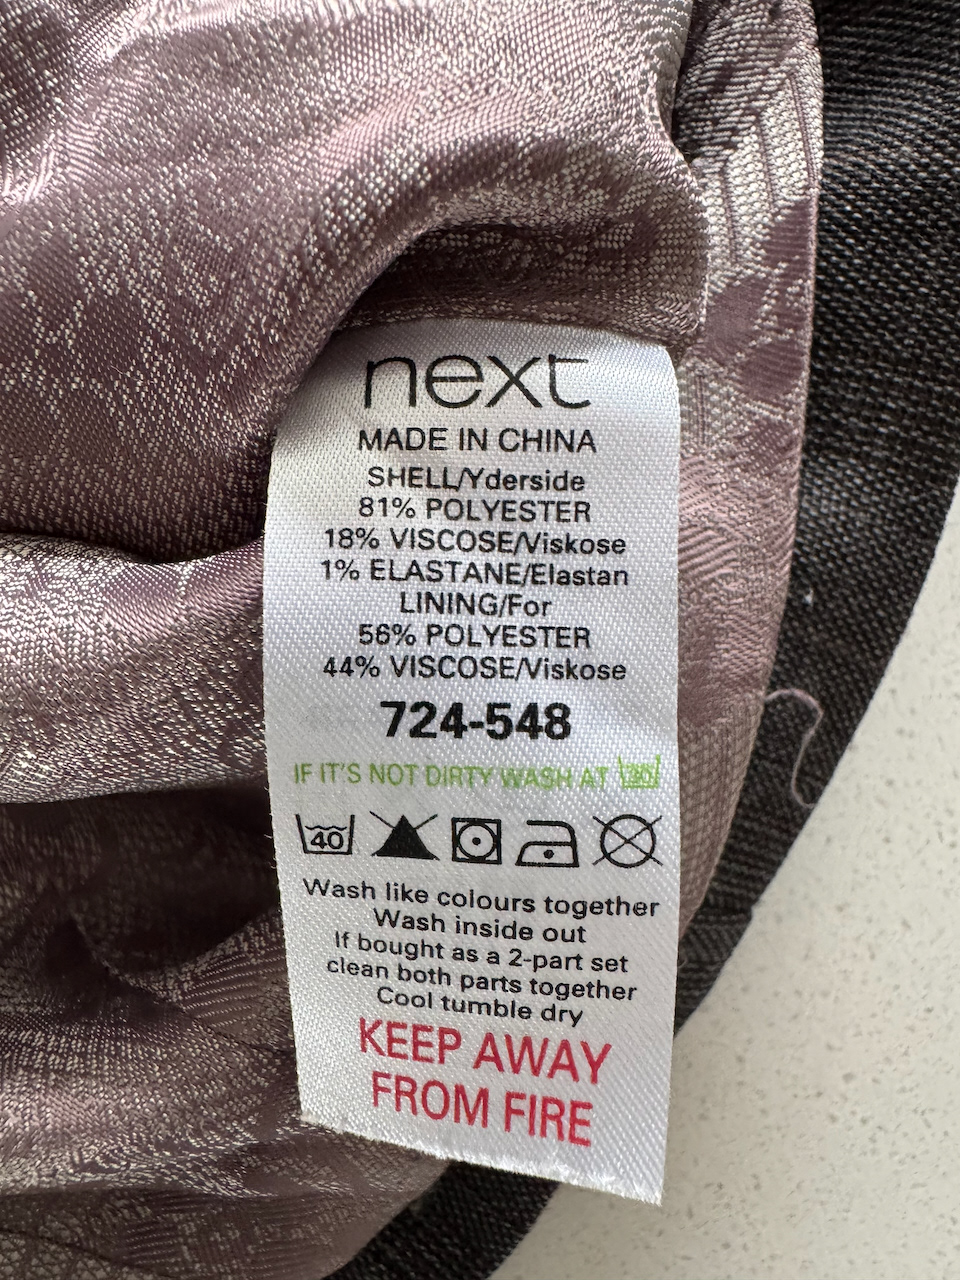 next
MADE IN CHINA
SHELL/Yderside
81% POLYESTER
18% VISCOSE/Viskose
1% ELASTANE/Elastan
LINING/For
56% POLYESTER
44% VISCOSE/Viskose
724-548
IF IT'S NOT DIRTY WASH AT 30
40
Wash like colours together
Wash inside out
If bought as a 2-part set
clean both parts together
Cool tumble dry
KEEP AWAY
FROM FIRE